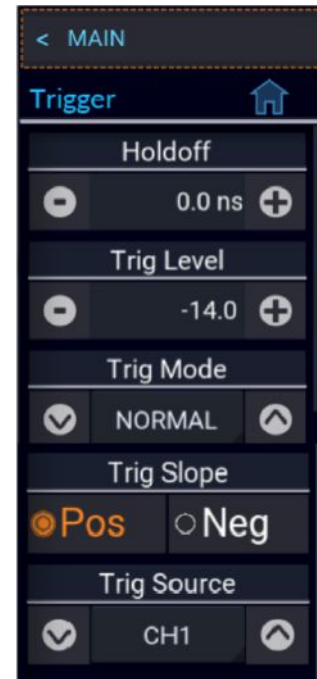 < MAIN
Trigger
Holdoff
0.0 ns
Trig Level
-14.0
Trig Mode
NORMAL
Trig Slope
Pos Neg
Trig Source
CH1